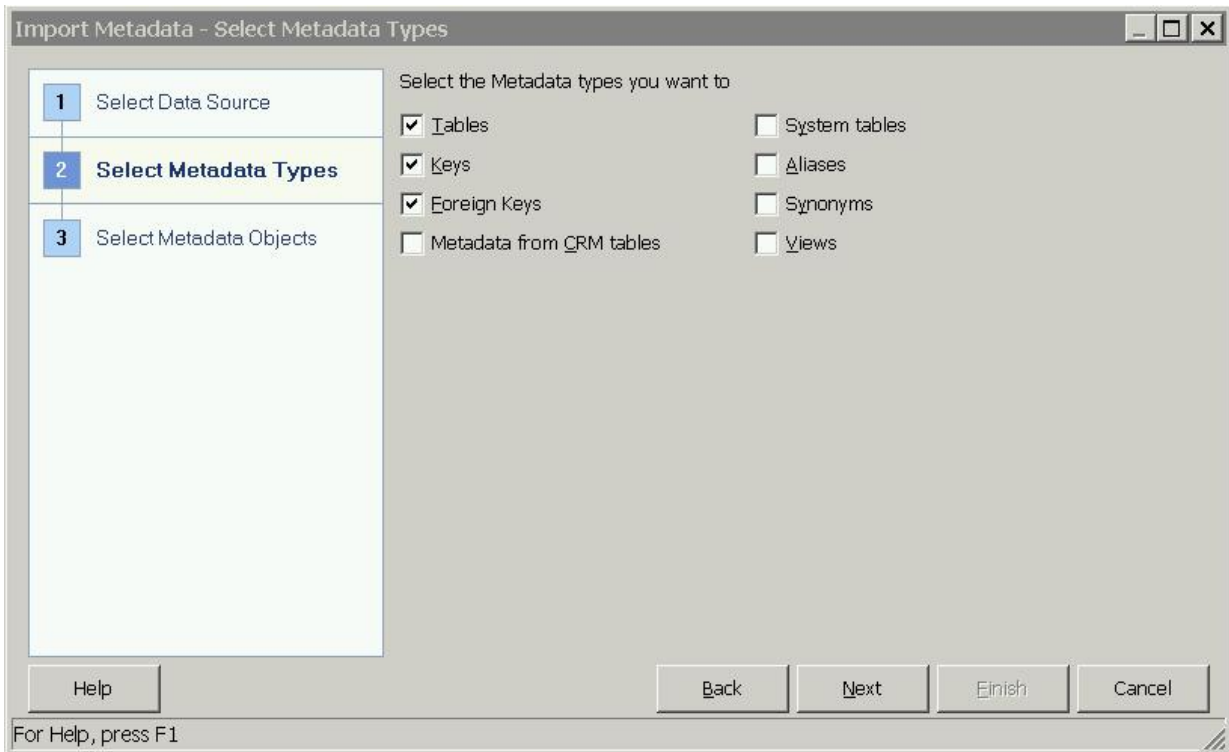 Import Metadata - Select Metadata Types
1 Select Data Source
2 Select Metadata Types
3 Select Metadata Objects
Select the Metadata types you want to
Tables
System tables
Keys
Aliases
Foreign Keys
Synonyms
Metadata from CRM tables
Views
Help
Back
Next
Finish
Cancel
For Help, press F1